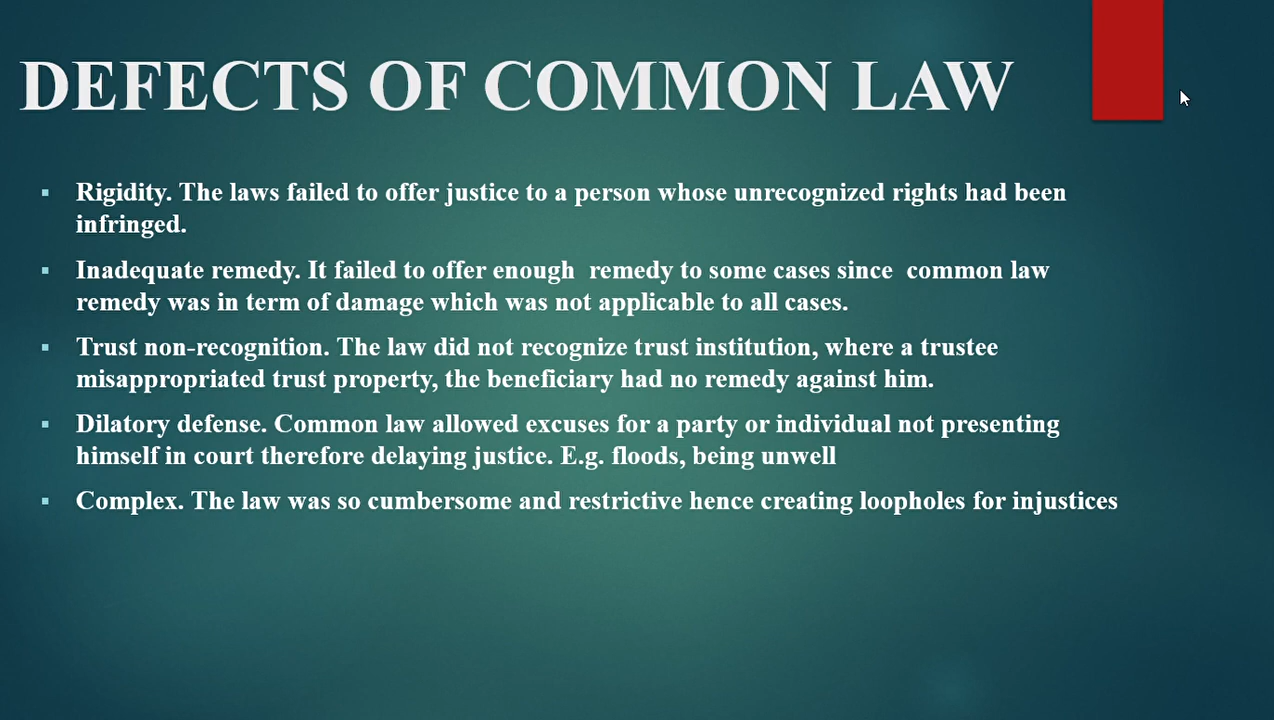 DEFECTS OF COMMON LAW
Rigidity. The laws failed to offer justice to a person whose unrecognized rights had been
infringed.
Inadequate remedy. It failed to offer enough  remedy to some cases since  common law
remedy was in term of damage which was not applicable to all cases.
Trust non-recognition. The law did not recognize trust institution, where a trustee
misappropriated trust property, the beneficiary had no remedy against him.
Dilatory defense. Common law allowed excuses for a party or individual not presenting
himself in court therefore delaying justice. E.g. floods, being unwell
Complex. The law was so cumbersome and restrictive hence creating loopholes for injustices